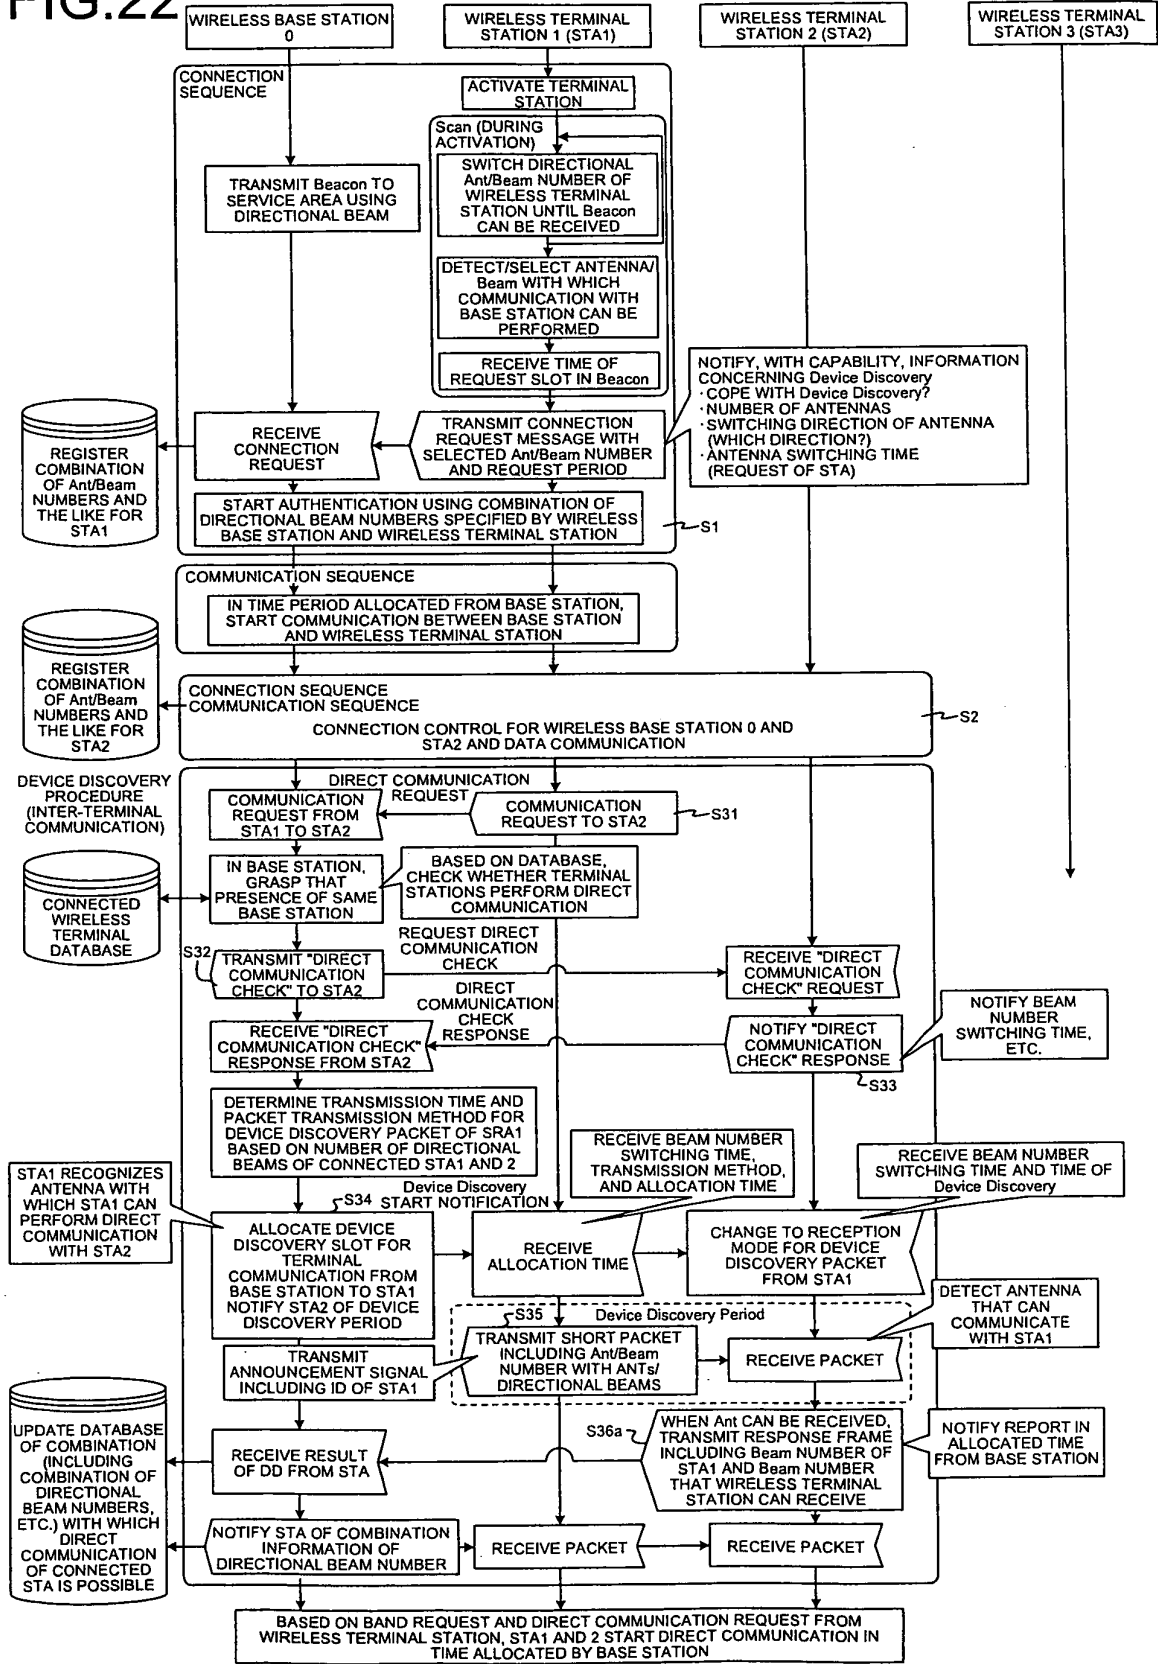 FIG.22
WIRELESS BASE STATION
0
WIRELESS TERMINAL
STATION 1 (STA1)
WIRELESS TERMINAL
STATION 2 (STA2)
WIRELESS TERMINAL
STATION 3 (STA3)
CONNECTION
SEQUENCE
ACTIVATE TERMINAL
STATION
Scan (DURING
ACTIVATION)
SWITCH DIRECTIONAL
Ant/Beam NUMBER OF
WIRELESS TERMINAL
STATION UNTIL Beacon
CAN BE RECEIVED
TRANSMIT Beacon TO
SERVICE AREA USING
DIRECTIONAL BEAM
DETECT/SELECT ANTENNA/
Beam WITH WHICH
COMMUNICATION WITH
BASE STATION CAN BE
PERFORMED
RECEIVE TIME OF
REQUEST SLOT IN Beacon
NOTIFY, WITH CAPABILITY, INFORMATION
CONCERNING Device Discovery
·COPE WITH Device Discovery?
·NUMBER OF ANTENNAS
·SWITCHING DIRECTION OF ANTENNA
(WHICH DIRECTION?)
·ANTENNA SWITCHING TIME
(REQUEST OF STA)
REGISTER
COMBINATION
OF Ant/Beam
NUMBERS AND
THE LIKE FOR
STA1
RECEIVE
CONNECTION
REQUEST
TRANSMIT CONNECTION
REQUEST MESSAGE WITH
SELECTED Ant/Beam NUMBER
AND REQUEST PERIOD
START AUTHENTICATION USING COMBINATION OF
DIRECTIONAL BEAM NUMBERS SPECIFIED BY WIRELESS
BASE STATION AND WIRELESS TERMINAL STATION
S1
COMMUNICATION SEQUENCE
IN TIME PERIOD ALLOCATED FROM BASE STATION,
START COMMUNICATION BETWEEN BASE STATION
AND WIRELESS TERMINAL STATION
REGISTER
COMBINATION
OF Ant/Beam
NUMBERS AND
THE LIKE FOR
STA2
CONNECTION SEQUENCE
COMMUNICATION SEQUENCE
CONNECTION CONTROL FOR WIRELESS BASE STATION 0 AND
STA2 AND DATA COMMUNICATION
S2
DEVICE DISCOVERY
PROCEDURE
(INTER-TERMINAL
COMMUNICATION)
DIRECT COMMUNICATION
REQUEST
COMMUNICATION
REQUEST FROM
STA1 TO STA2
COMMUNICATION
REQUEST TO STA2
S31
CONNECTED
WIRELESS
TERMINAL
DATABASE
IN BASE STATION,
GRASP THAT
PRESENCE OF SAME
BASE STATION
BASED ON DATABASE,
CHECK WHETHER TERMINAL
STATIONS PERFORM DIRECT
COMMUNICATION
S32
TRANSMIT "DIRECT
COMMUNICATION
CHECK" TO STA2
REQUEST DIRECT
COMMUNICATION
CHECK
RECEIVE "DIRECT
COMMUNICATION
CHECK" REQUEST
DIRECT
COMMUNICATION
CHECK
RESPONSE
RECEIVE "DIRECT
COMMUNICATION CHECK"
RESPONSE FROM STA2
NOTIFY "DIRECT
COMMUNICATION
CHECK" RESPONSE
S33
NOTIFY BEAM
NUMBER
SWITCHING TIME,
ETC.
DETERMINE TRANSMISSION TIME AND
PACKET TRANSMISSION METHOD FOR
DEVICE DISCOVERY PACKET OF SRA1
BASED ON NUMBER OF DIRECTIONAL
BEAMS OF CONNECTED STA1 AND 2
RECEIVE BEAM NUMBER
SWITCHING TIME,
TRANSMISSION METHOD,
AND ALLOCATION TIME
RECEIVE BEAM NUMBER
SWITCHING TIME AND TIME OF
Device Discovery
STA1 RECOGNIZES
ANTENNA WITH
WHICH STA1 CAN
PERFORM DIRECT
COMMUNICATION
WITH STA2
S34
Device Discovery
START NOTIFICATION
ALLOCATE DEVICE
DISCOVERY SLOT FOR
TERMINAL
COMMUNICATION FROM
BASE STATION TO STA1
NOTIFY STA2 OF DEVICE
DISCOVERY PERIOD
RECEIVE
ALLOCATION TIME
CHANGE TO RECEPTION
MODE FOR DEVICE
DISCOVERY PACKET
FROM STA1
S35
Device Discovery Period
DETECT ANTENNA
THAT CAN
COMMUNICATE
WITH STA1
TRANSMIT
ANNOUNCEMENT SIGNAL
INCLUDING ID OF STA1
TRANSMIT SHORT PACKET
INCLUDING Ant/Beam
NUMBER WITH ANTs/
DIRECTIONAL BEAMS
RECEIVE PACKET
UPDATE DATABASE
OF COMBINATION
(INCLUDING
COMBINATION OF
DIRECTIONAL
BEAM NUMBERS,
ETC.) WITH WHICH
DIRECT
COMMUNICATION
OF CONNECTED
STA IS POSSIBLE
RECEIVE RESULT
OF DD FROM STA
S36a
WHEN Ant CAN BE RECEIVED,
TRANSMIT RESPONSE FRAME
INCLUDING Beam NUMBER OF
STA1 AND Beam NUMBER
THAT WIRELESS TERMINAL
STATION CAN RECEIVE
NOTIFY REPORT IN
ALLOCATED TIME
FROM BASE STATION
NOTIFY STA OF COMBINATION
INFORMATION OF
DIRECTIONAL BEAM NUMBER
RECEIVE PACKET
RECEIVE PACKET
BASED ON BAND REQUEST AND DIRECT COMMUNICATION REQUEST FROM
WIRELESS TERMINAL STATION, STA1 AND 2 START DIRECT COMMUNICATION IN
TIME ALLOCATED BY BASE STATION